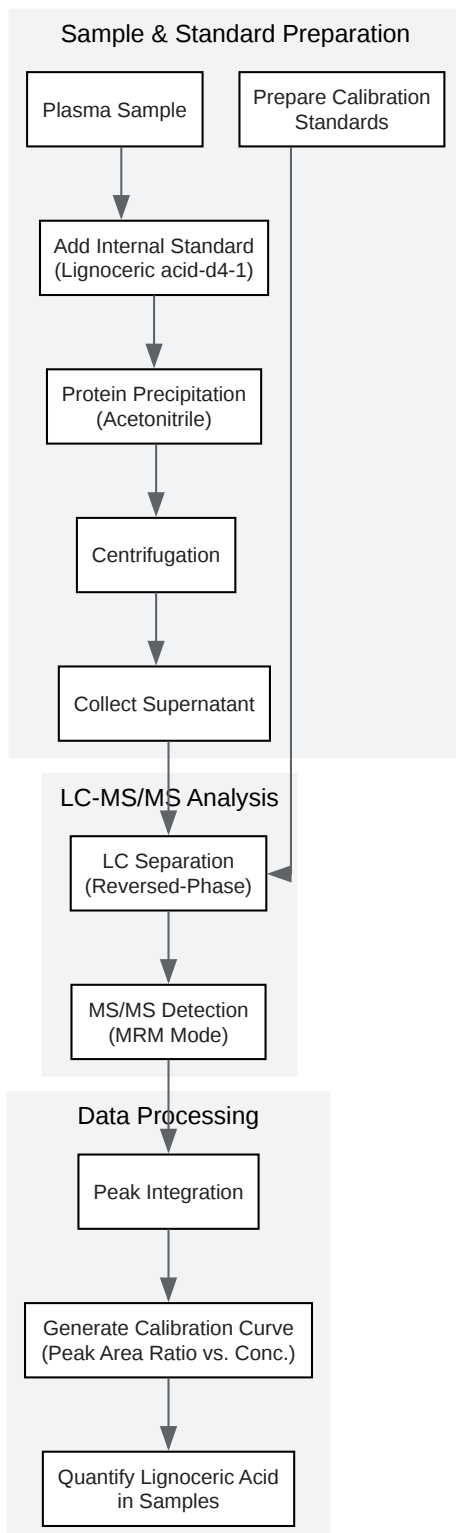 Sample & Standard Preparation
Plasma Sample
Prepare Calibration
Standards
Add Internal Standard
(Lignoceric acid-d4-1)
Protein Precipitation
(Acetonitrile)
Centrifugation
Collect Supernatant
LC-MS/MS Analysis
LC Separation
(Reversed-Phase)
MS/MS Detection
(MRM Mode)
Data Processing
Peak Integration
Generate Calibration Curve
(Peak Area Ratio vs. Conc.)
Quantify Lignoceric Acid
in Samples